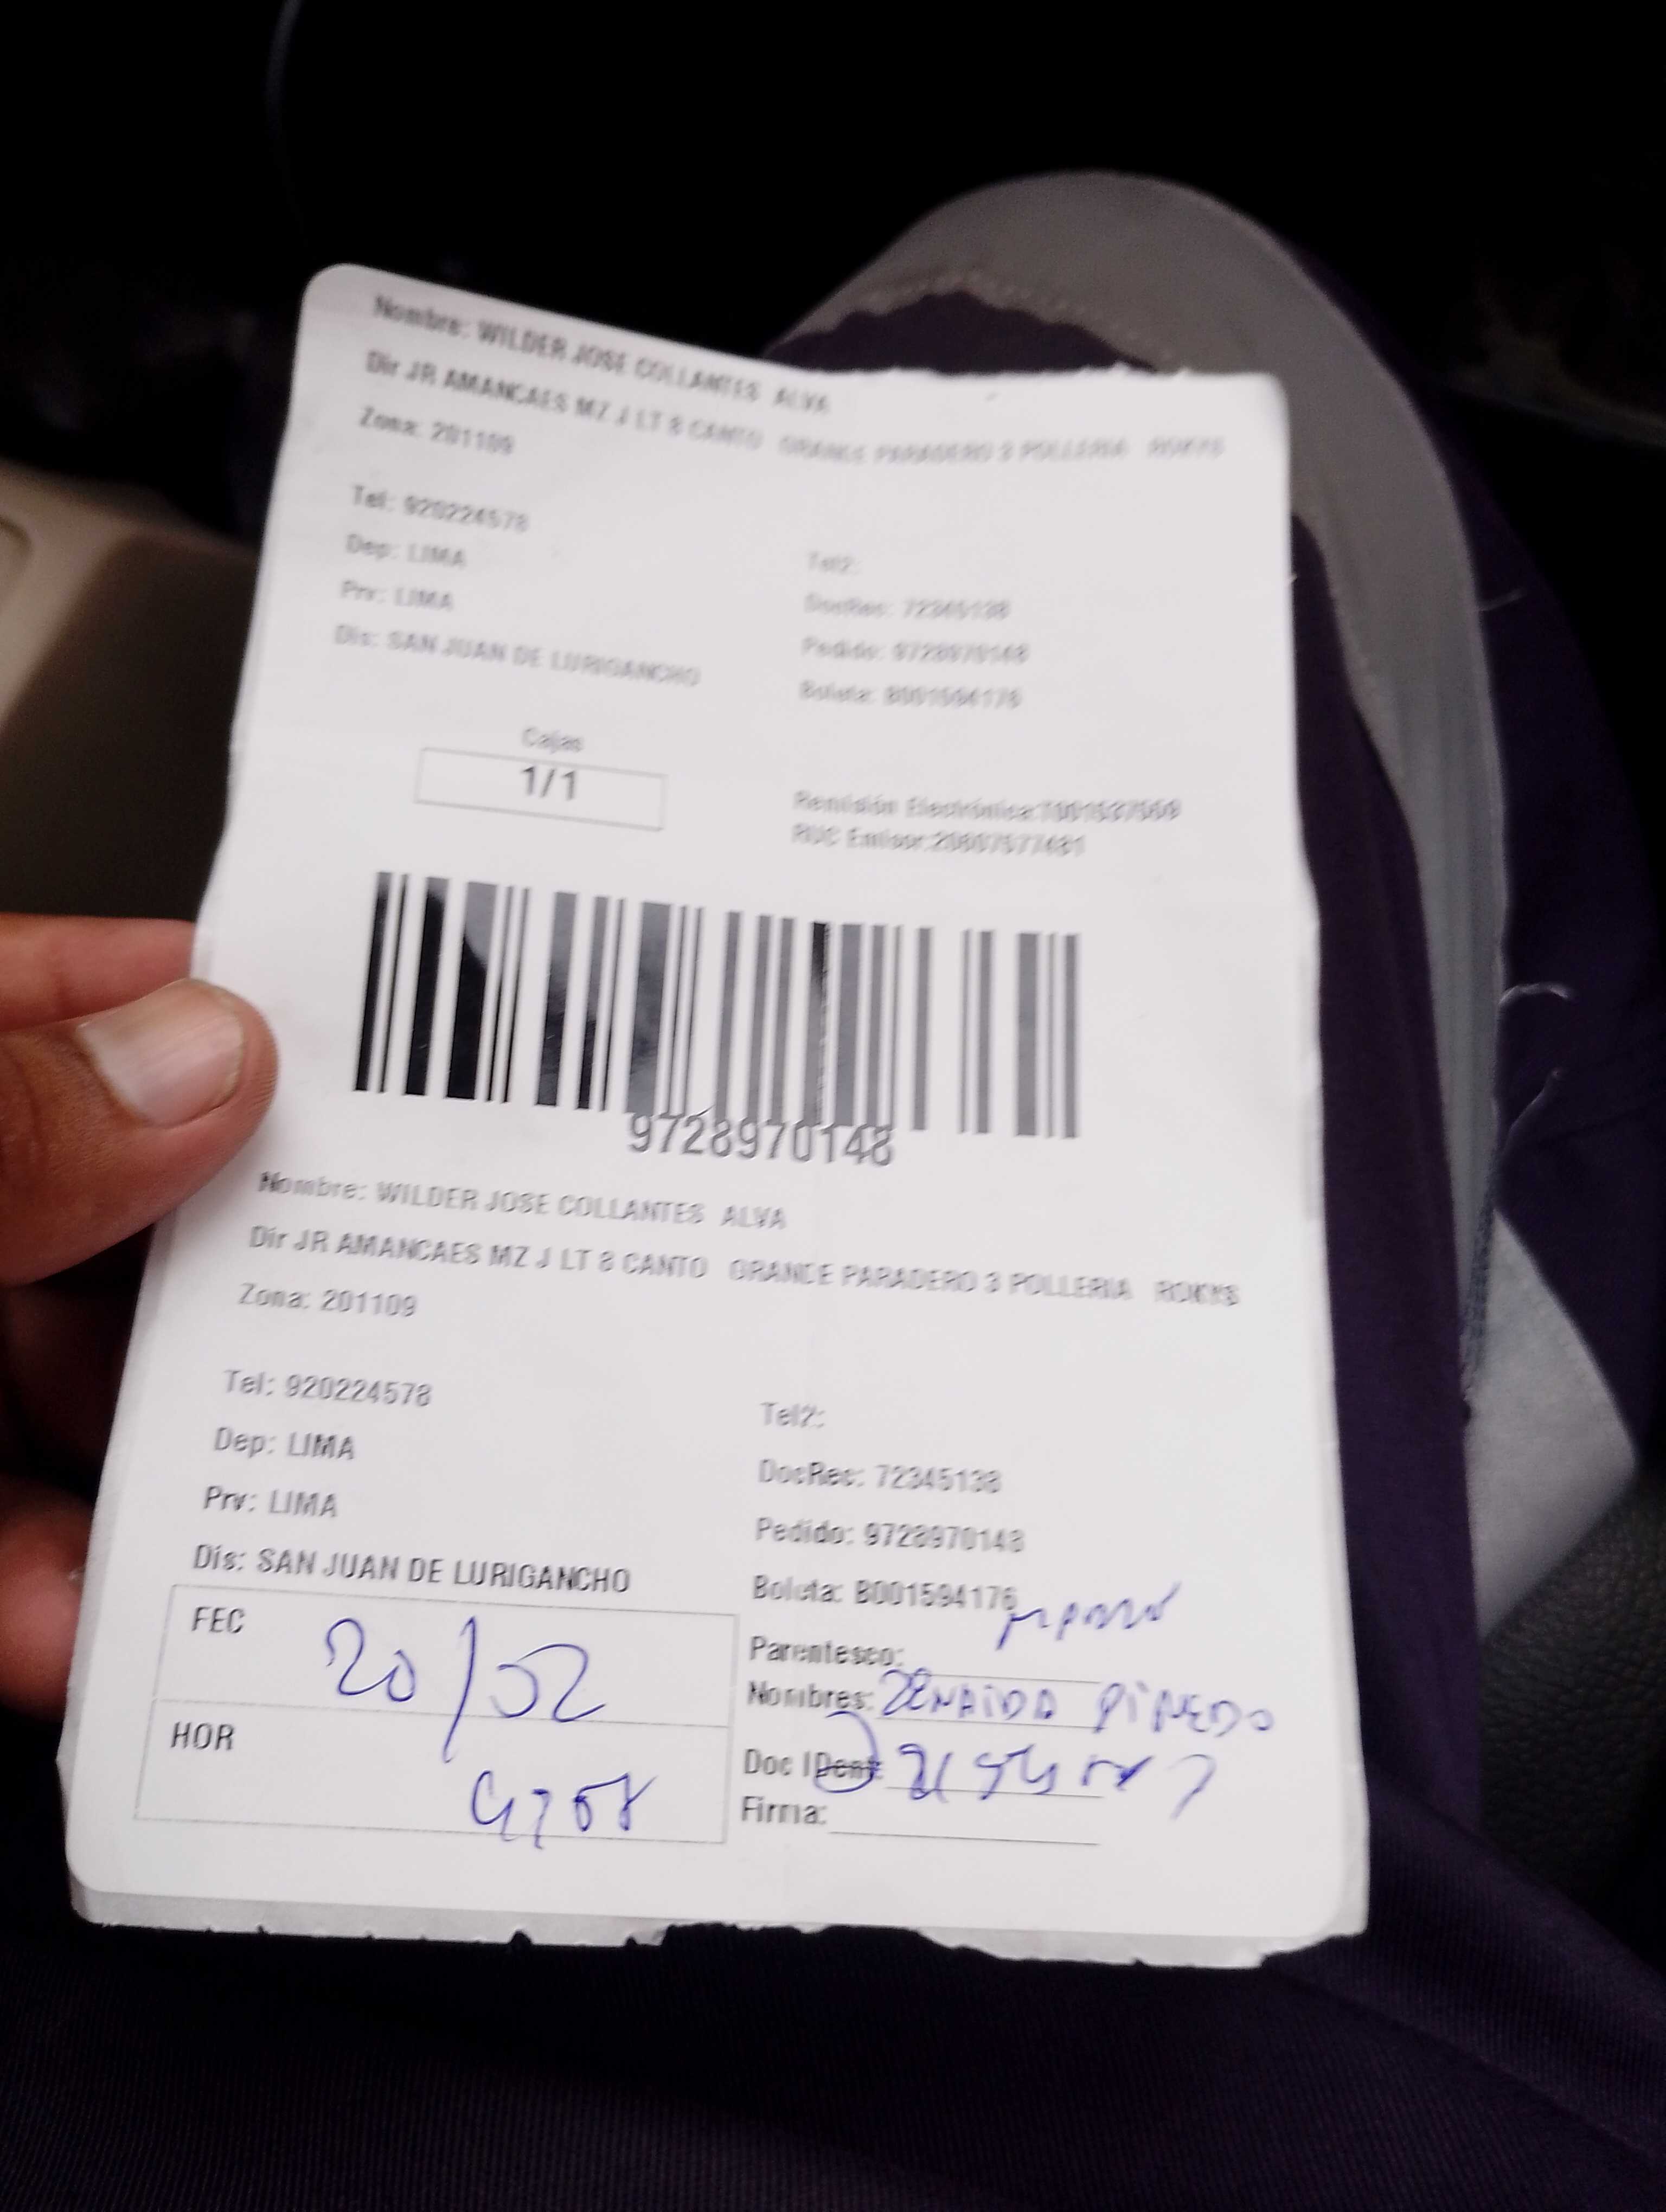 Nombre: WILDER JOSE COLLANTES ALVA
Dir JR AMANCAES MZ J LT 8 CANTO GRANDE PARADERO 3 POLLERIA ROKYS
Zona: 201109
Tel: 920224578
Tel2:
Dep: LIMA
DocRec: 72345138
Prv: LIMA
Pedido: 9728970148
Dis: SAN JUAN DE LURIGANCHO
Boleta: B001594176
Cajas
1/1
Remisión Electrónica:
RUC Emisor:
9728970148
Nombre: WILDER JOSE COLLANTES ALVA
Dir JR AMANCAES MZ J LT 8 CANTO GRANDE PARADERO 3 POLLERIA ROKYS
Zona: 201109
Tel: 920224578
Tel2:
Dep: LIMA
DocRec: 72345138
Prv: LIMA
Pedido: 9728970148
Dis: SAN JUAN DE LURIGANCHO
Boleta: B001594176
FEC 20/02
Parentesco:
Nombres: ZENAIDA PINEDO
HOR
Doc IDent:
Firma: